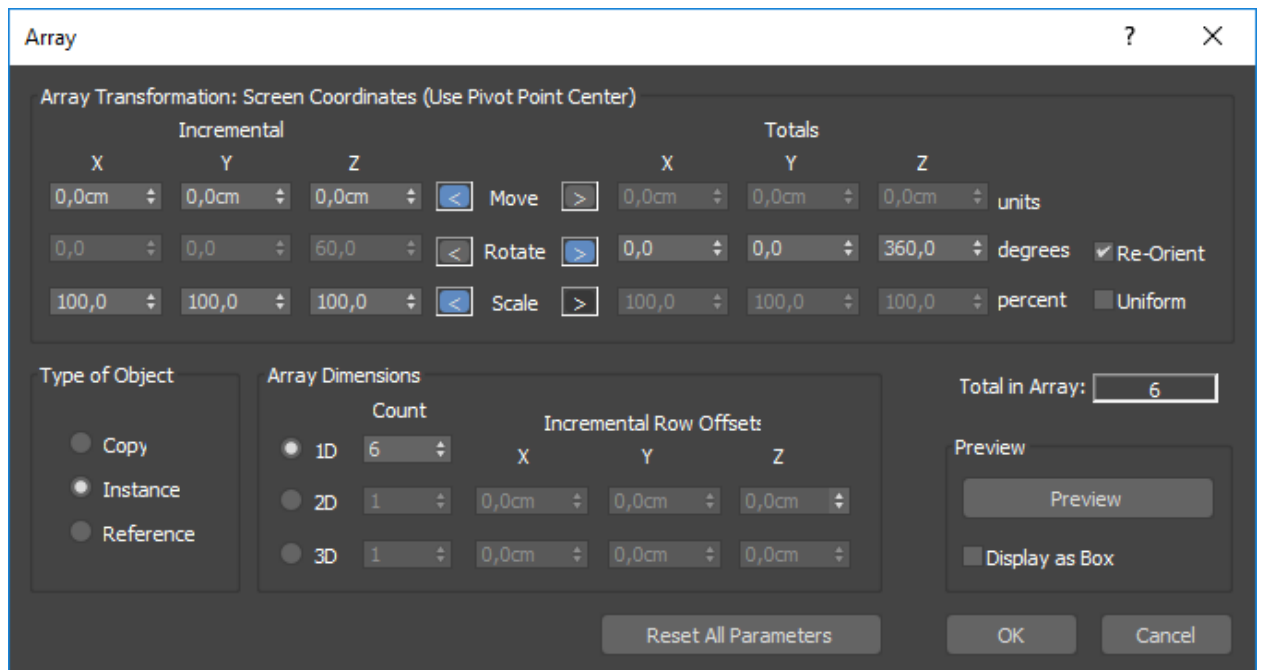 Array ? ×
Array Transformation: Screen Coordinates (Use Pivot Point Center)
Incremental Totals
X Y Z X Y Z
0,0cm 0,0cm 0,0cm < Move > 0,0cm 0,0cm 0,0cm units
0,0 0,0 60,0 < Rotate > 0,0 0,0 360,0 degrees Re-Orient
100,0 100,0 100,0 < Scale > 100,0 100,0 100,0 percent Uniform
Type of Object
Copy
Instance
Reference
Array Dimensions
Count
Incremental Row Offsets
1D 6 X Y Z
2D 1 0,0cm 0,0cm 0,0cm
3D 1 0,0cm 0,0cm 0,0cm
Total in Array: 6
Preview
Preview
Display as Box
Reset All Parameters OK Cancel